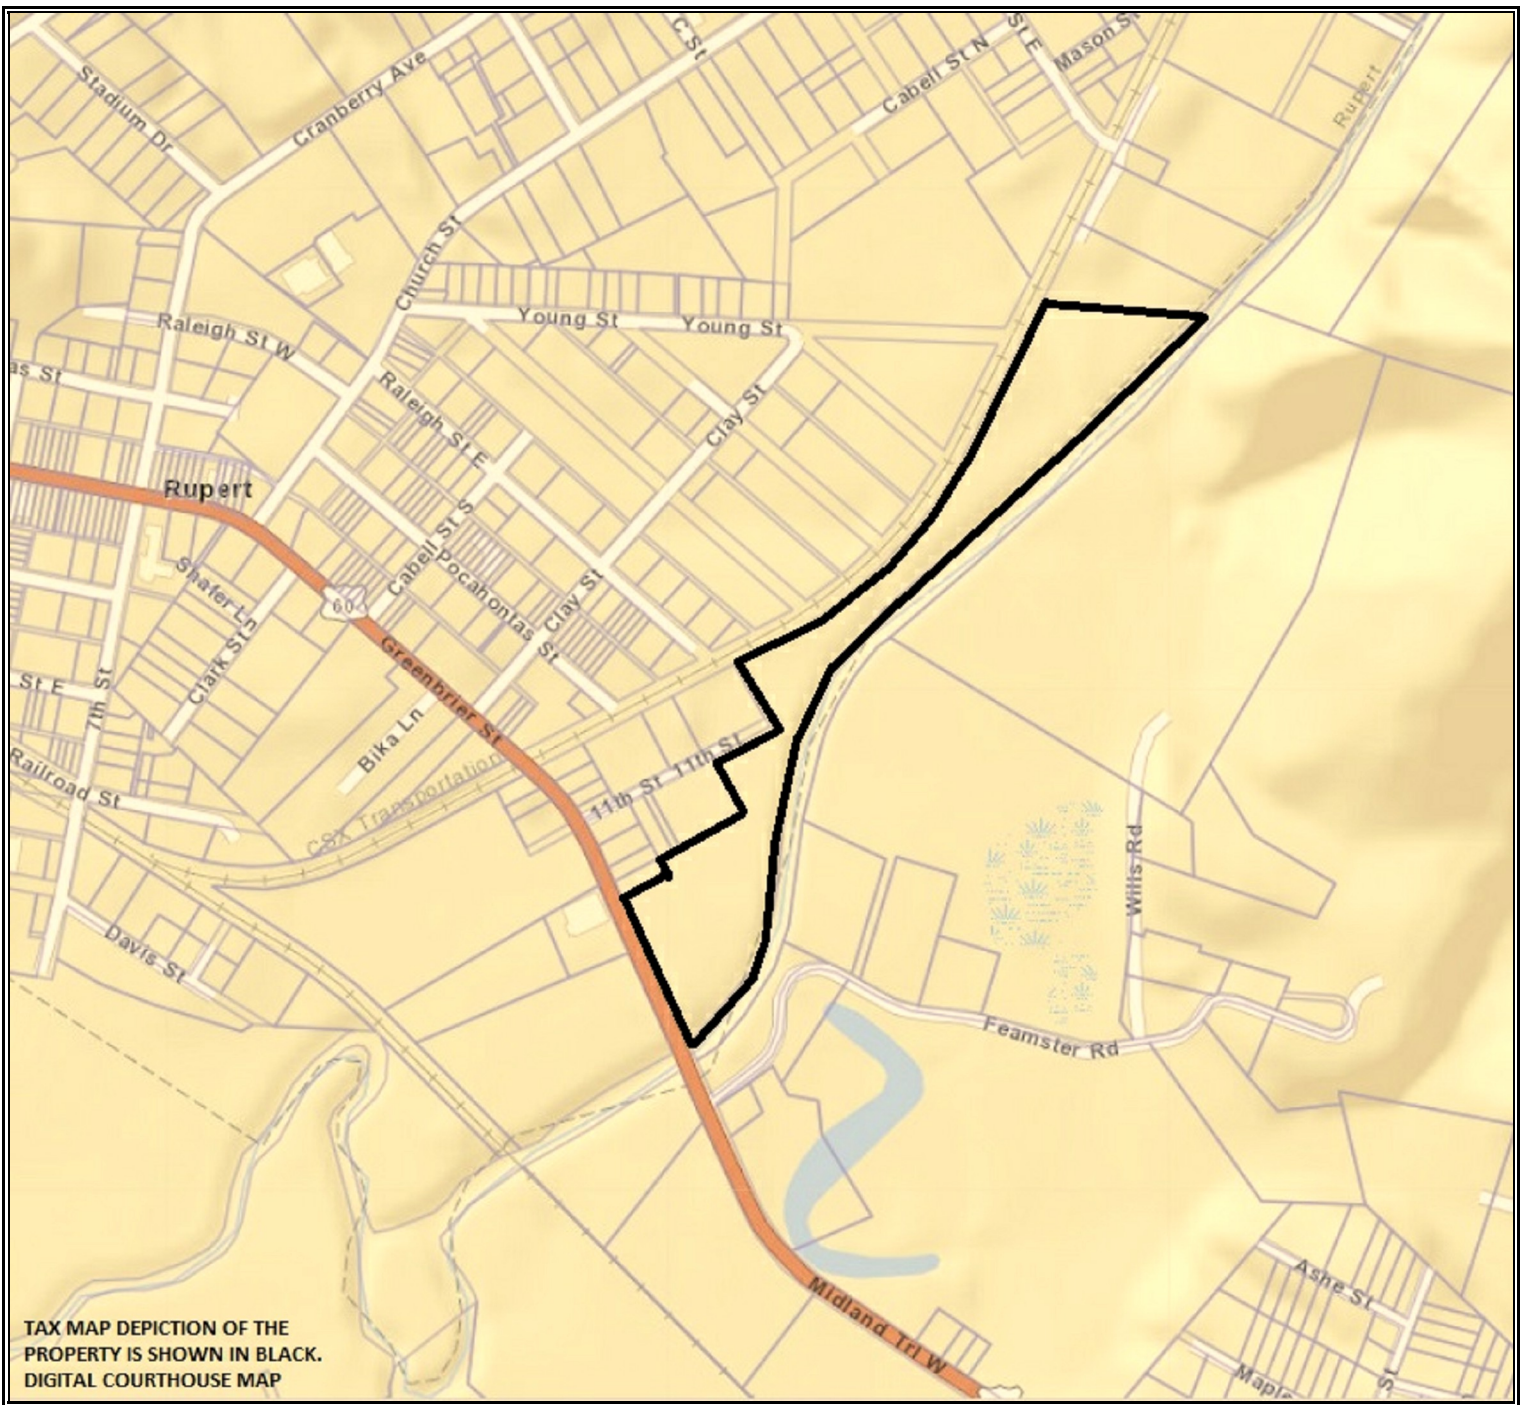 C St
St E
Mason St
Cabell St N
Stadium Dr
Cranberry Ave
Rupert
Church St
Raleigh St W
Young St
Young St
as St
Raleigh St E
Clay St
Rupert
Cabell St S
Pocahontas St
Clay St
Shafer Ln
60
Clark St
Greenbrier St
St E
7th St
Bika Ln
11th St
11th St
Railroad St
CSX Transportation
Wills Rd
Davis St
Feamster Rd
Ashe St
Midland Trl W
Maple
St
TAX MAP DEPICTION OF THE
PROPERTY IS SHOWN IN BLACK.
DIGITAL COURTHOUSE MAP